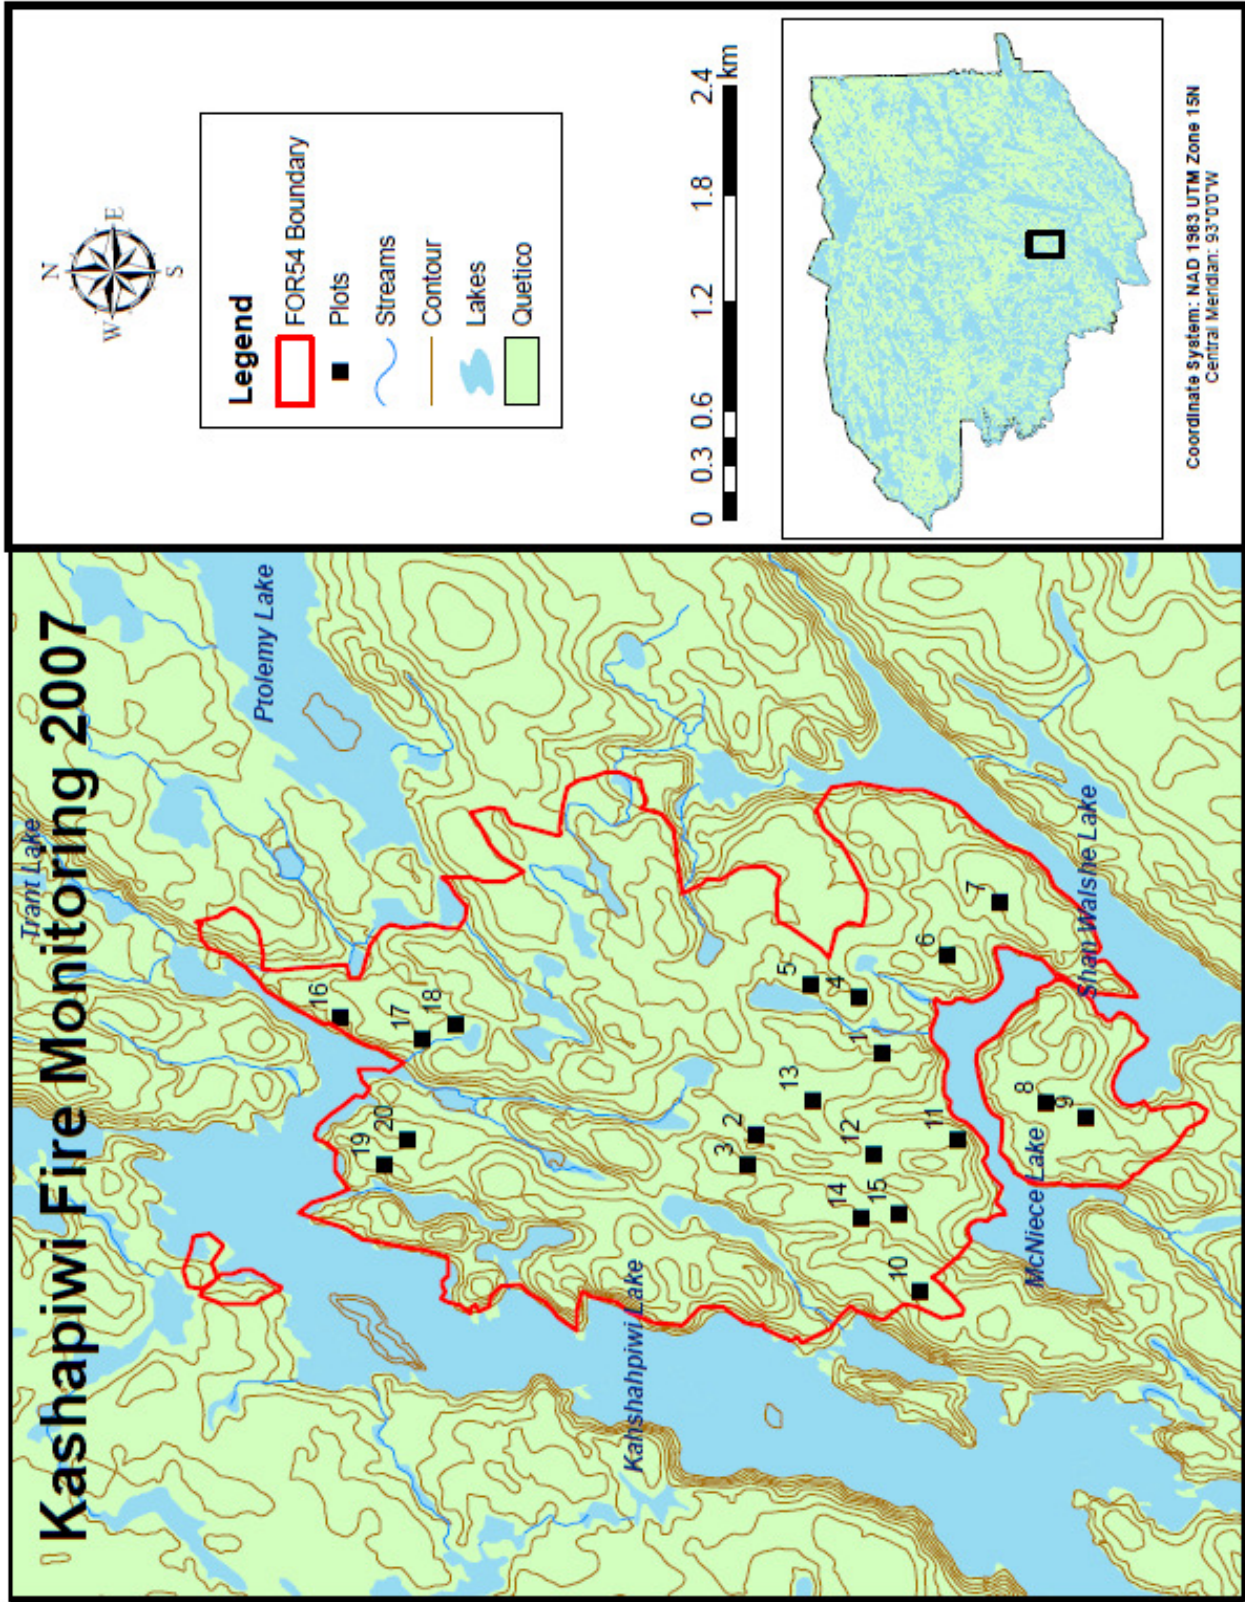 Kashapiwi Fire Monitoring 2007
Trant Lake
Ptolemy Lake
Kahshahpiwi Lake
McNiece Lake
Shan Walshe Lake
16
17
18
19
20
3
2
13
5
4
1
6
7
14
15
12
11
10
8
9
N
W
E
S
Legend
FOR54 Boundary
Plots
Streams
Contour
Lakes
Quetico
0 0.3 0.6 1.2 1.8 2.4
km
Coordinate System: NAD 1983 UTM Zone 15N
Central Meridian: 93°0'0"W